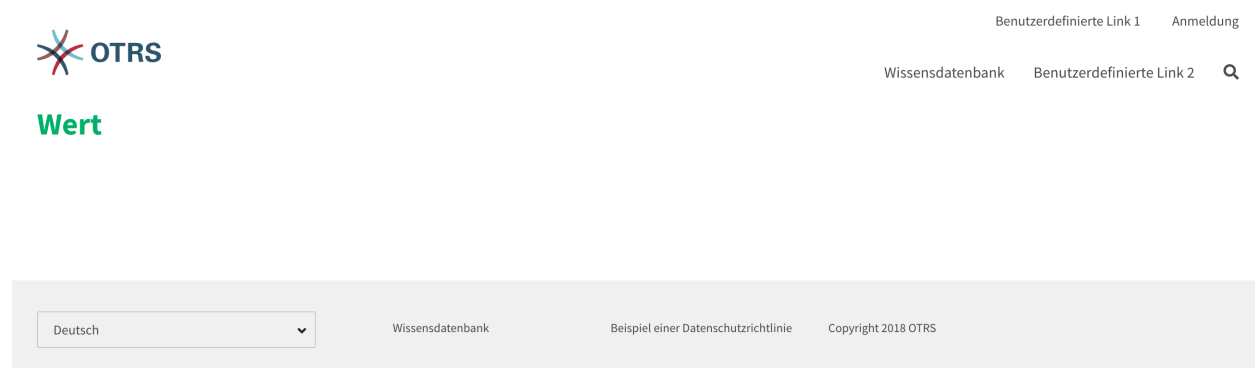 Benutzerdefinierte Link 1 Anmeldung
OTRS
Wissensdatenbank Benutzerdefinierte Link 2
Wert
Deutsch Wissensdatenbank Beispiel einer Datenschutzrichtlinie Copyright 2018 OTRS